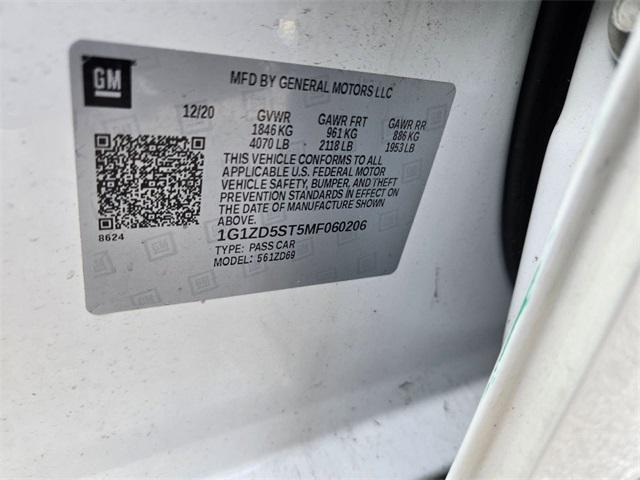 GM
MFD BY GENERAL MOTORS LLC
12/20 GVWR GAWR FRT GAWR RR
1846 KG 961 KG 886 KG
4070 LB 2118 LB 1953 LB
THIS VEHICLE CONFORMS TO ALL
APPLICABLE U.S. FEDERAL MOTOR
VEHICLE SAFETY, BUMPER, AND THEFT
PREVENTION STANDARDS IN EFFECT ON
THE DATE OF MANUFACTURE SHOWN
ABOVE.
8624
1G1ZD5ST5MF060206
TYPE: PASS CAR
MODEL: 561ZD69